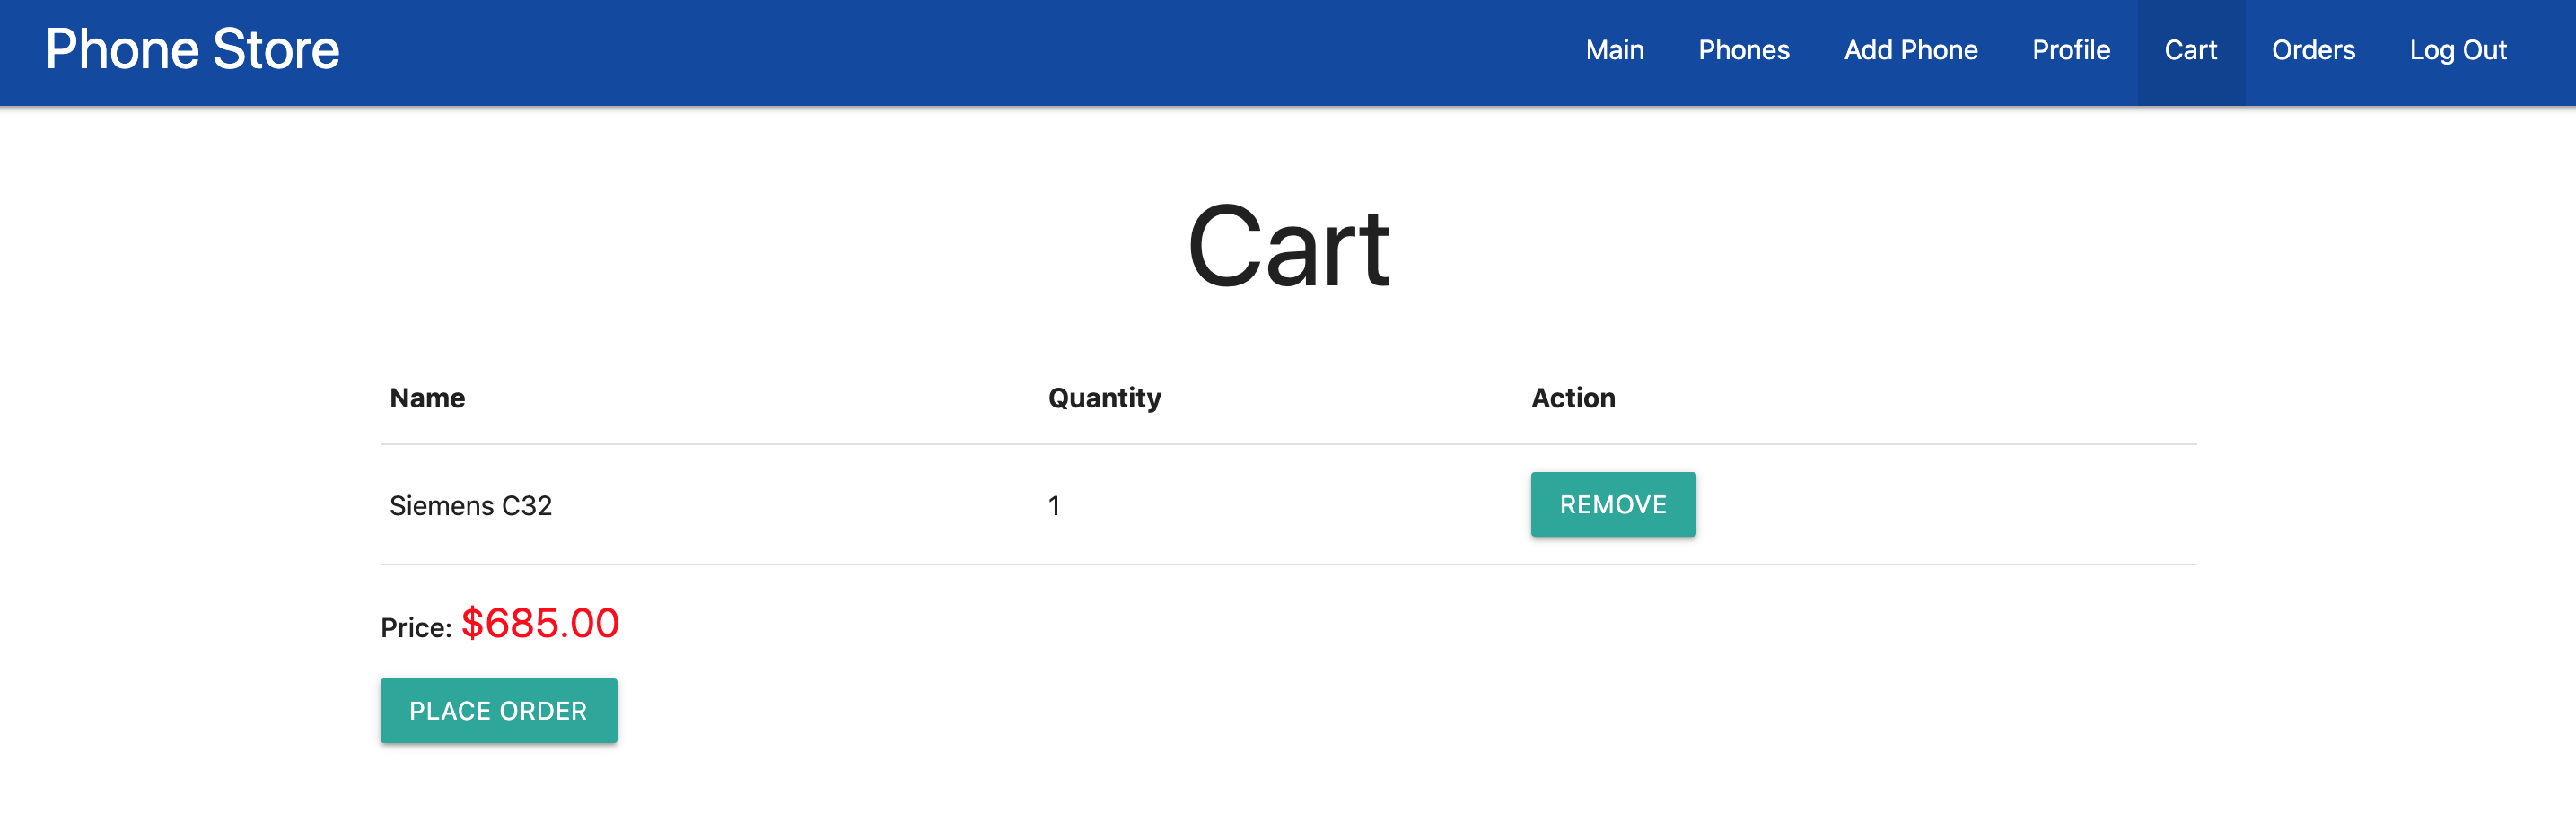 Phone Store Main Phones Add Phone Profile Cart Orders Log Out
Cart
Name Quantity Action
Siemens C32 1 REMOVE
Price: $685.00
PLACE ORDER